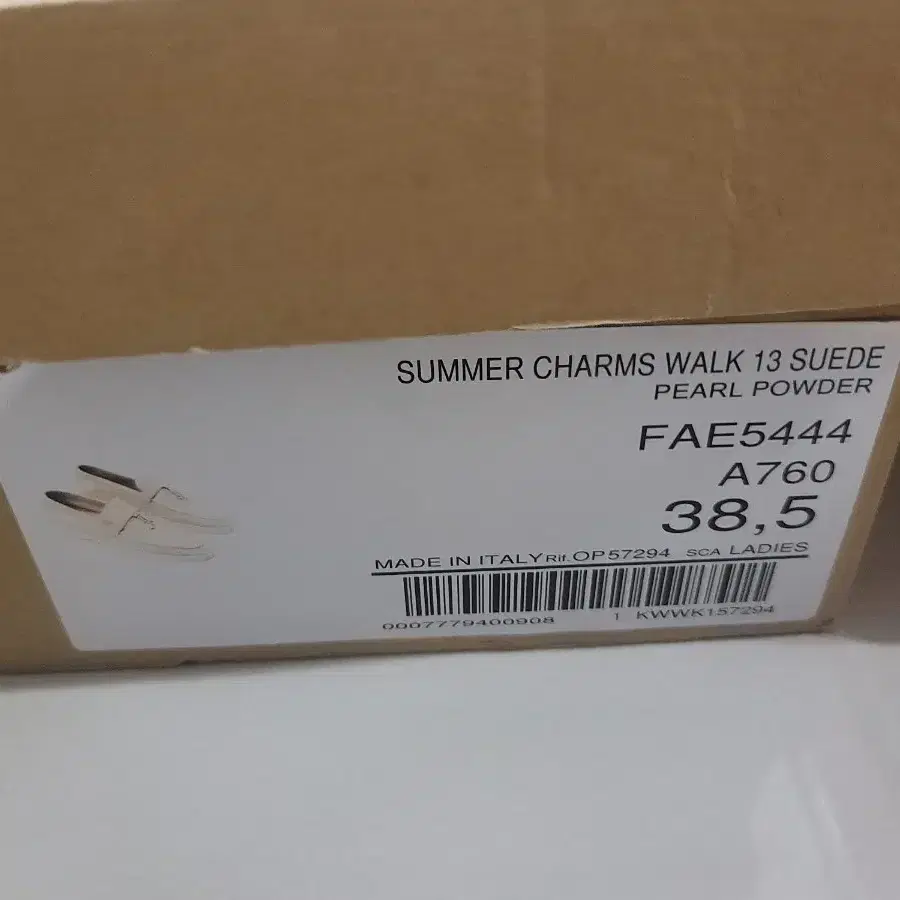 SUMMER CHARMS WALK 13 SUEDE
PEARL POWDER
FAE5444
A760
38,5
MADE IN ITALY Rif. OP57294 SCA LADIES
0007779400908 1 KWWK157294